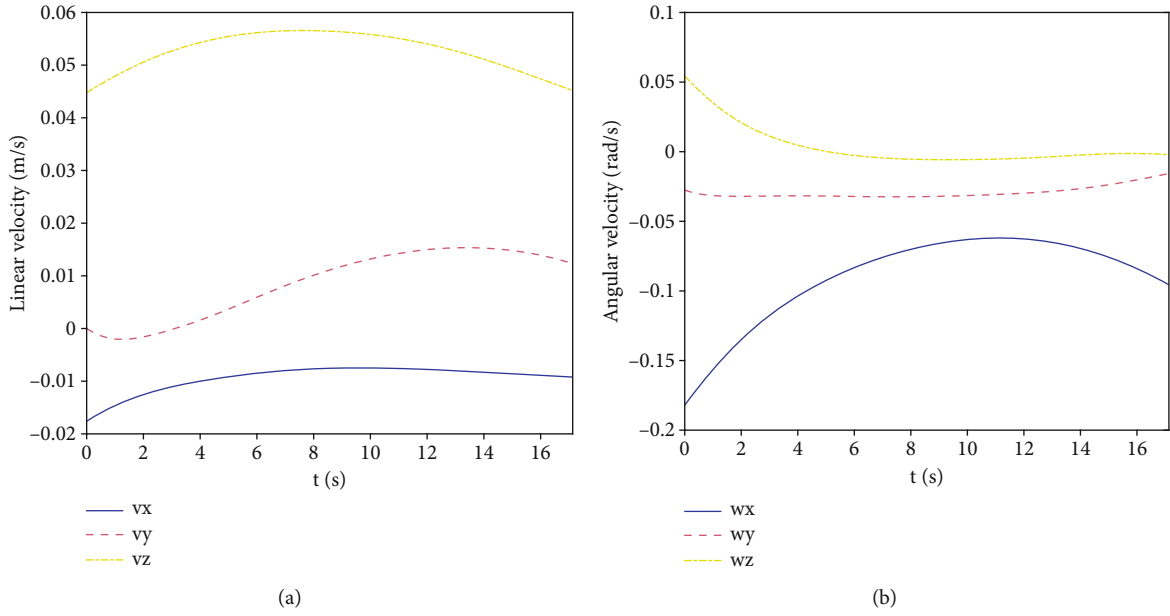 0.06
0.05
0.04
0.03
0.02
0.01
0
−0.01
−0.02
Linear velocity (m/s)
0 2 4 6 8 10 12 14 16
t (s)
vx
vy
vz
(a)
0.1
0.05
0
−0.05
−0.1
−0.15
−0.2
Angular velocity (rad/s)
0 2 4 6 8 10 12 14 16
t (s)
wx
wy
wz
(b)